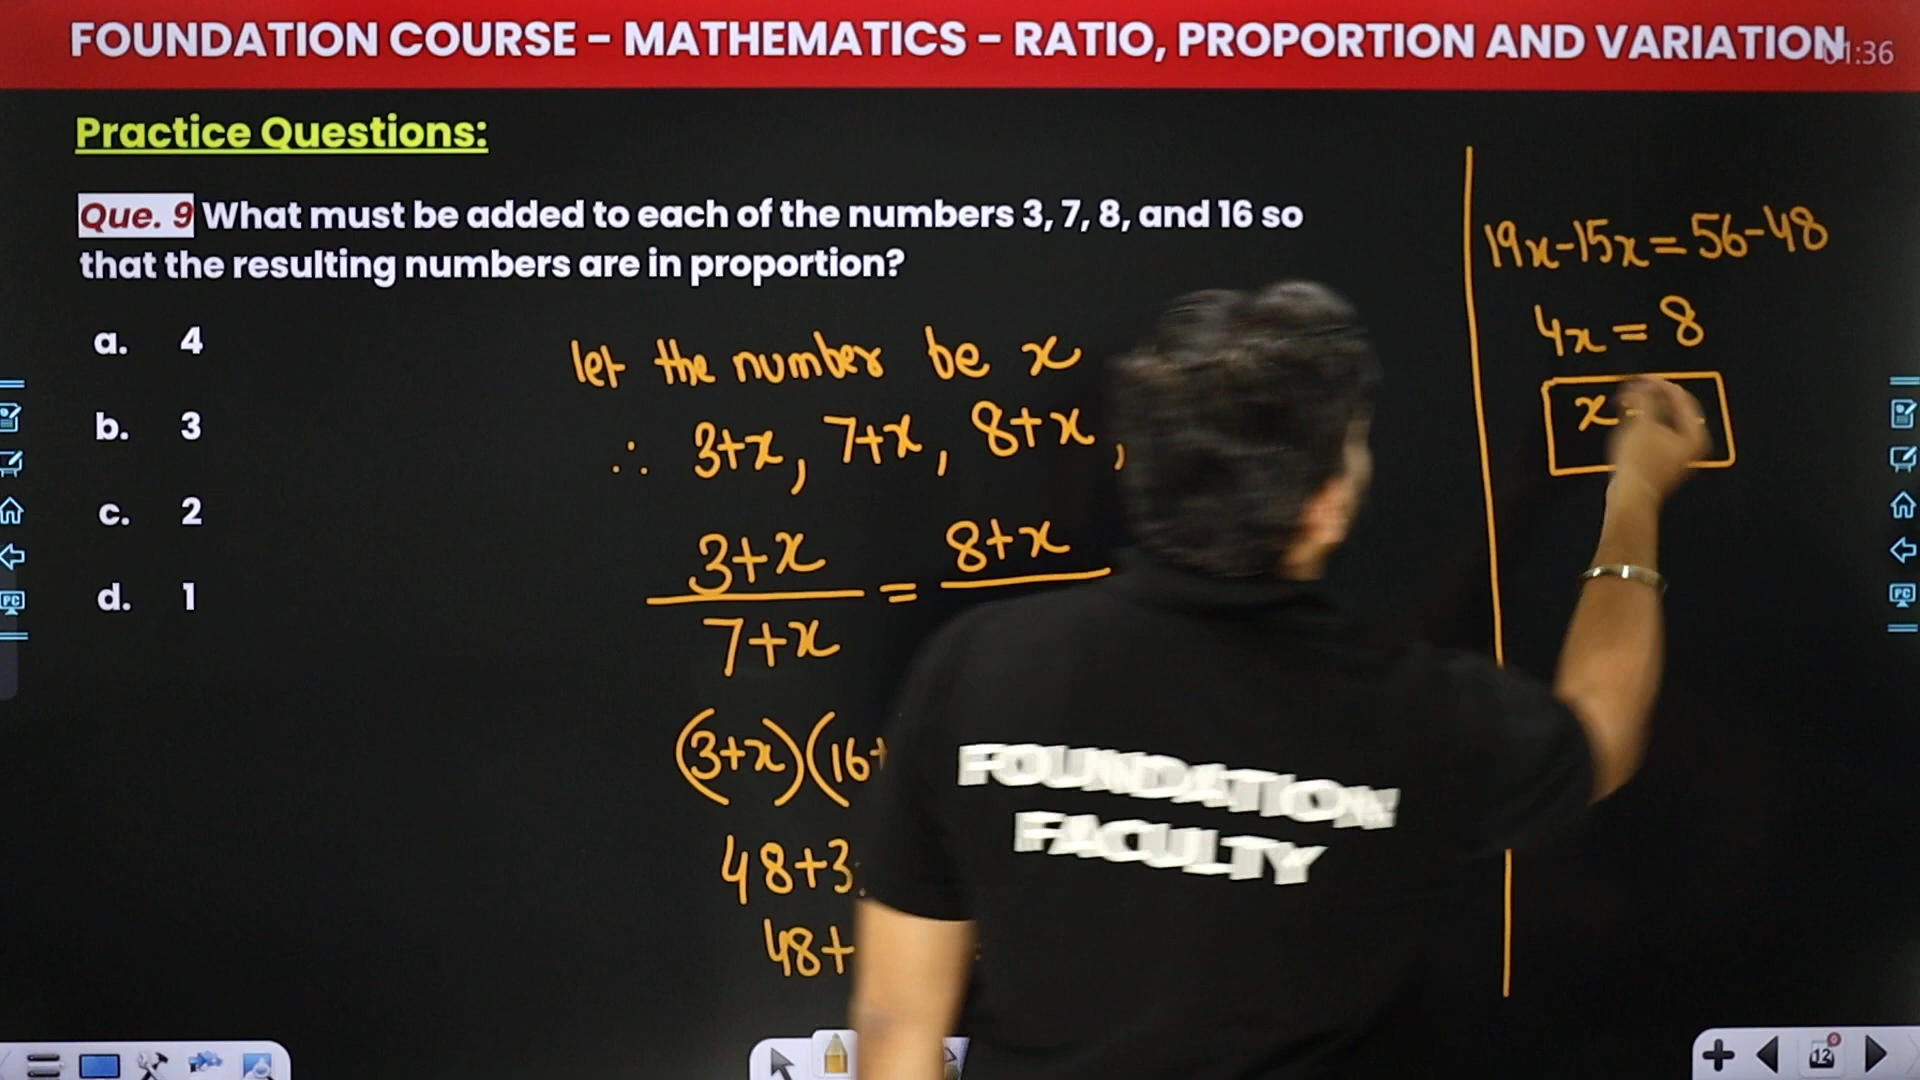 FOUNDATION COURSE - MATHEMATICS - RATIO, PROPORTION AND VARIATION
1:36
Practice Questions:
Que. 9 What must be added to each of the numbers 3, 7, 8, and 16 so
that the resulting numbers are in proportion?
a. 4
b. 3
c. 2
d. 1
let the number be x
∴ 3+x, 7+x, 8+x,
3+x = 8+x
7+x
(3+x)(16+
48+3
48+
19x-15x=56-48
4x = 8
x
FOUNDATION
FACULTY
PC
PC
12